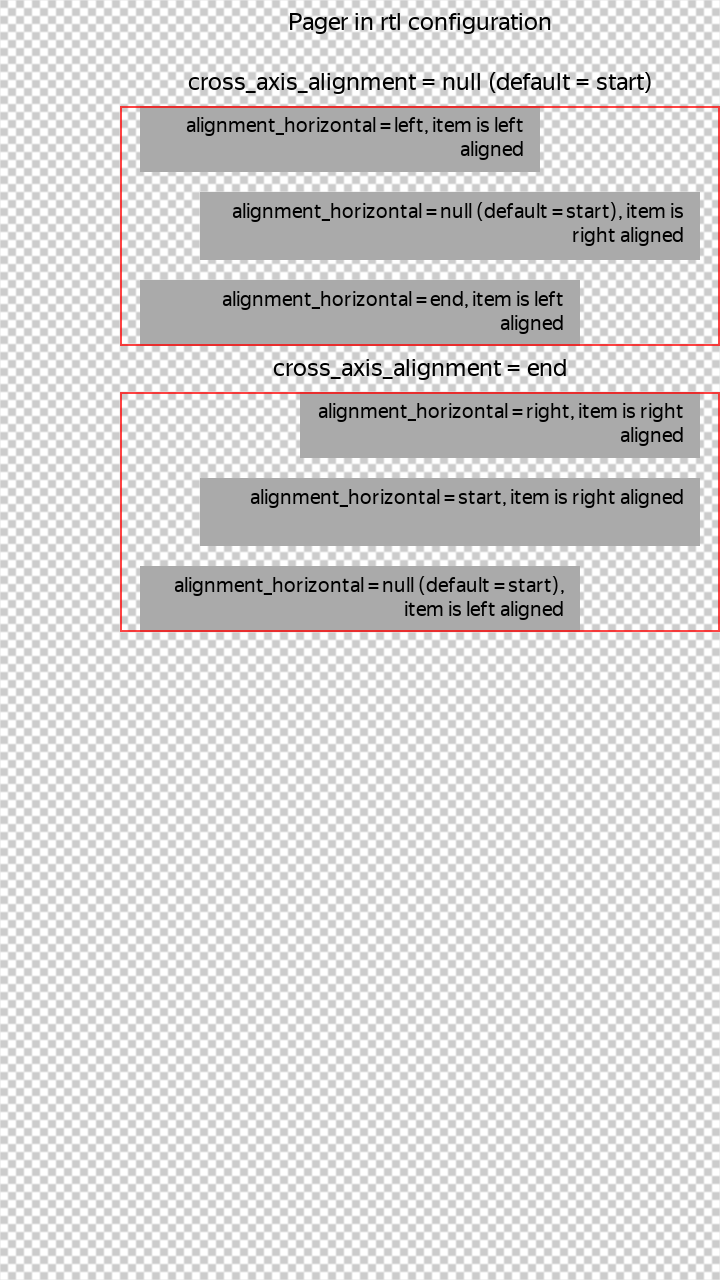 Pager in rtl configuration
cross_axis_alignment = null (default = start)
alignment_horizontal = left, item is left
aligned
alignment_horizontal = null (default = start), item is
right aligned
alignment_horizontal = end, item is left
aligned
cross_axis_alignment = end
alignment_horizontal = right, item is right
aligned
alignment_horizontal = start, item is right aligned
alignment_horizontal = null (default = start),
item is left aligned